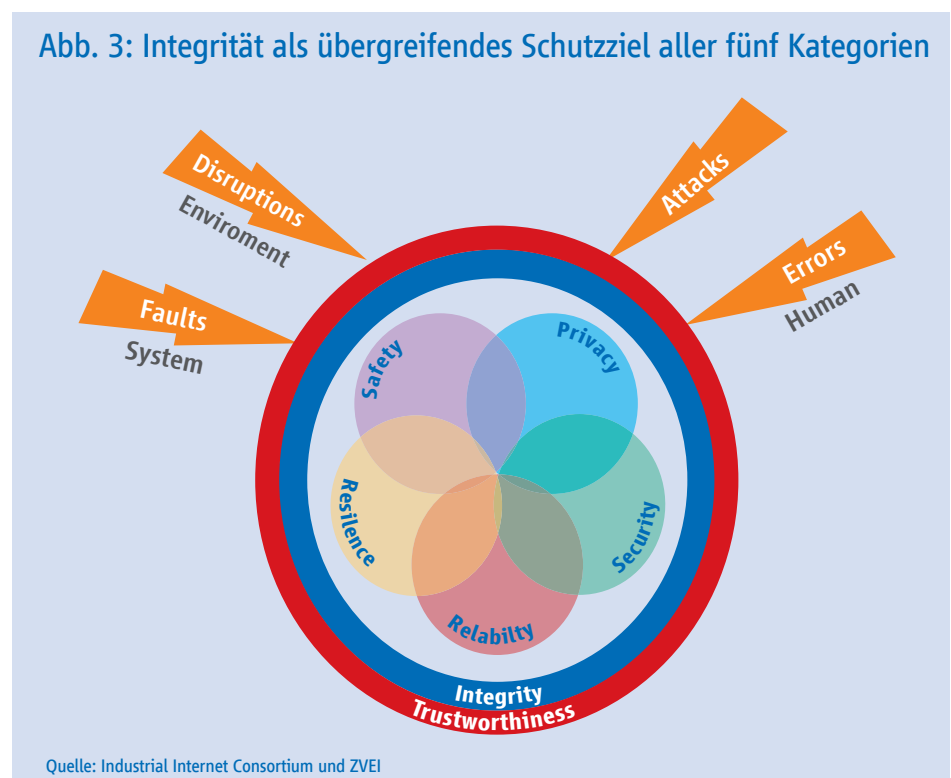 Abb. 3: Integrität als übergreifendes Schutzziel aller fünf Kategorien
Disruptions
Enviroment
Faults
System
Attacks
Errors
Human
Safety
Privacy
Resilence
Security
Relabilty
Integrity
Trustworthiness
Quelle: Industrial Internet Consortium und ZVEI